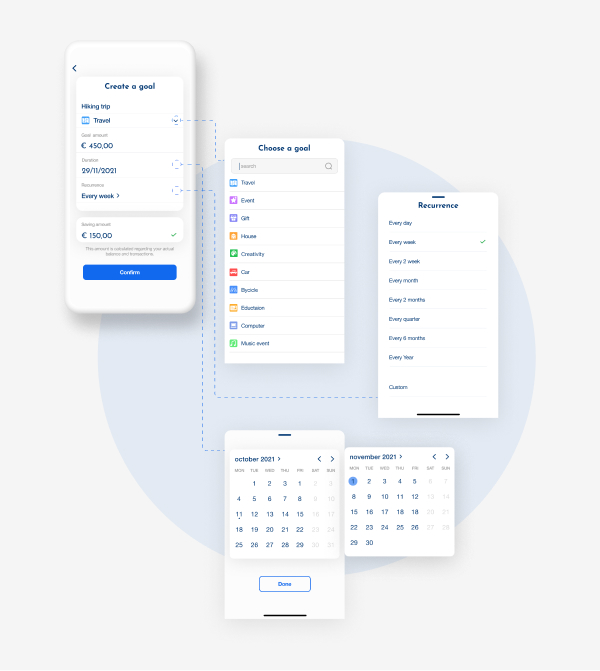 Create a goal
Hiking trip
Travel
Goal amount
€ 450,00
Duration
29/11/2021
Recurrence
Every week
Saving amount
€ 150,00
This amount is calculated regarding your actual
balance and transactions.
Confirm
Choose a goal
search
Travel
Event
Gift
House
Creativity
Car
Bycicle
Eductaion
Computer
Music event
Recurrence
Every day
Every week
Every 2 week
Every month
Every 2 months
Every quarter
Every 6 months
Every Year
Custom
october 2021
MON TUE WED THU FRI SAT SUN
1 2 3 1 2 3
4 5 6 7 8 9 10
11 12 13 14 15 16 17
18 19 20 21 22 23 24
25 26 27 28 29 30 31
Done
november 2021
MON TUE WED THU FRI SAT SUN
1 2 3 4 5 6 7
8 9 10 11 12 13 14
15 16 17 18 19 20 21
22 23 24 25 26 27 28
29 30